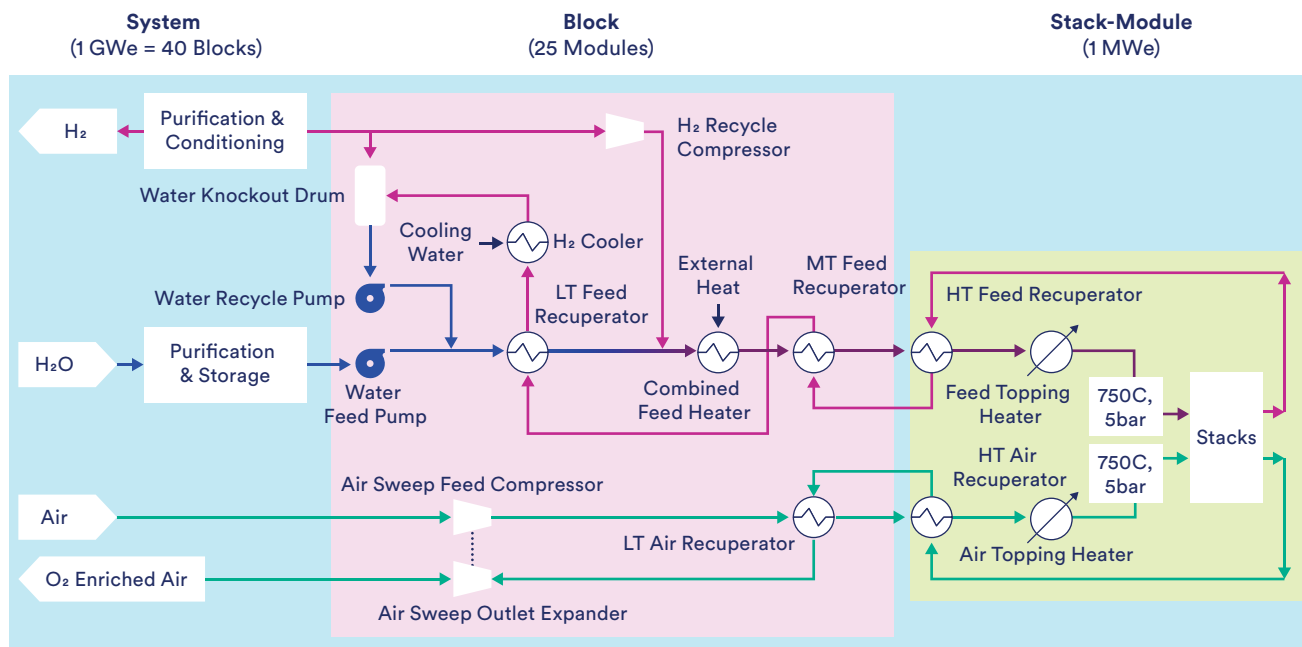 System
(1 GWe = 40 Blocks)
Block
(25 Modules)
Stack-Module
(1 MWe)
H₂
Purification &
Conditioning
H₂ Recycle
Compressor
Water Knockout Drum
Cooling
Water
H₂ Cooler
External
Heat
MT Feed
Recuperator
HT Feed Recuperator
Water Recycle Pump
LT Feed
Recuperator
H₂O
Purification
& Storage
Water
Feed Pump
Combined
Feed Heater
Feed Topping
Heater
750C,
5bar
Stacks
750C,
5bar
HT Air
Recuperator
Air Sweep Feed Compressor
Air
LT Air Recuperator
Air Topping Heater
O₂ Enriched Air
Air Sweep Outlet Expander